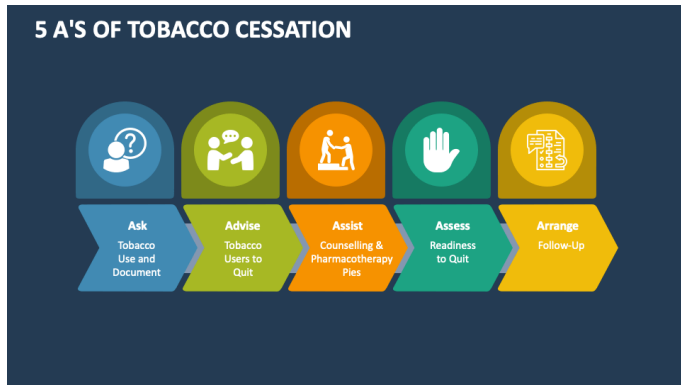 5 A'S OF TOBACCO CESSATION
?
Ask
Tobacco
Use and
Document
Advise
Tobacco
Users to
Quit
Assist
Counselling &
Pharmacotherapy
Pies
Assess
Readiness
to Quit
Arrange
Follow-Up